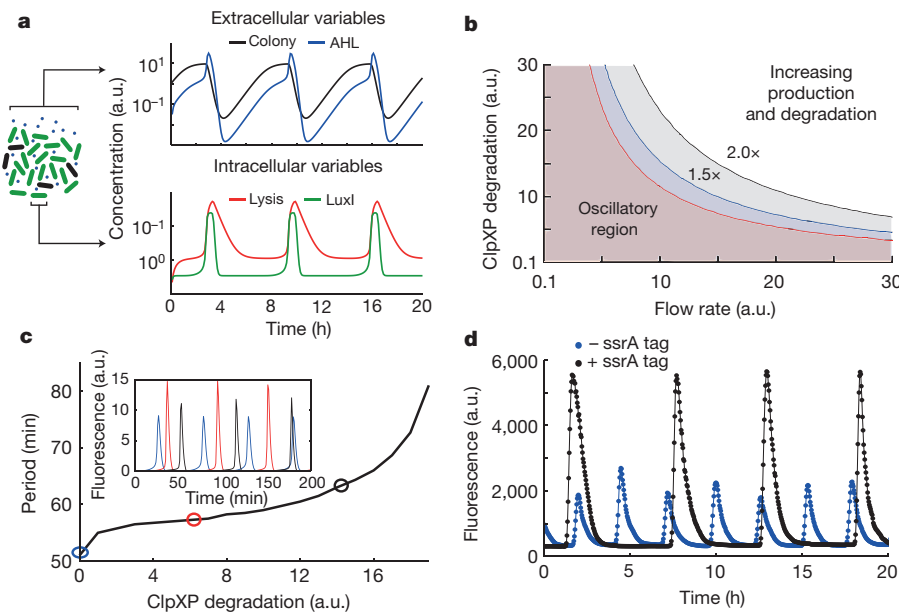 a
Extracellular variables
Colony AHL
10¹
10⁻¹
Intracellular variables
Lysis LuxI
10⁻¹
10⁰
Concentration (a.u.)
0 4 8 12 16 20
Time (h)
b
30
20
10
0.1
ClpXP degradation (a.u.)
Increasing
production
and degradation
2.0×
1.5×
Oscillatory
region
0.1 10 20 30
Flow rate (a.u.)
c
80
70
60
50
Period (min)
15
10
5
0
Fluorescence (a.u.)
0 50 100 150 200
Time (min)
0 4 8 12 16
ClpXP degradation (a.u.)
d
– ssrA tag
+ ssrA tag
6,000
4,000
2,000
0
Fluorescence (a.u.)
0 5 10 15 20
Time (h)